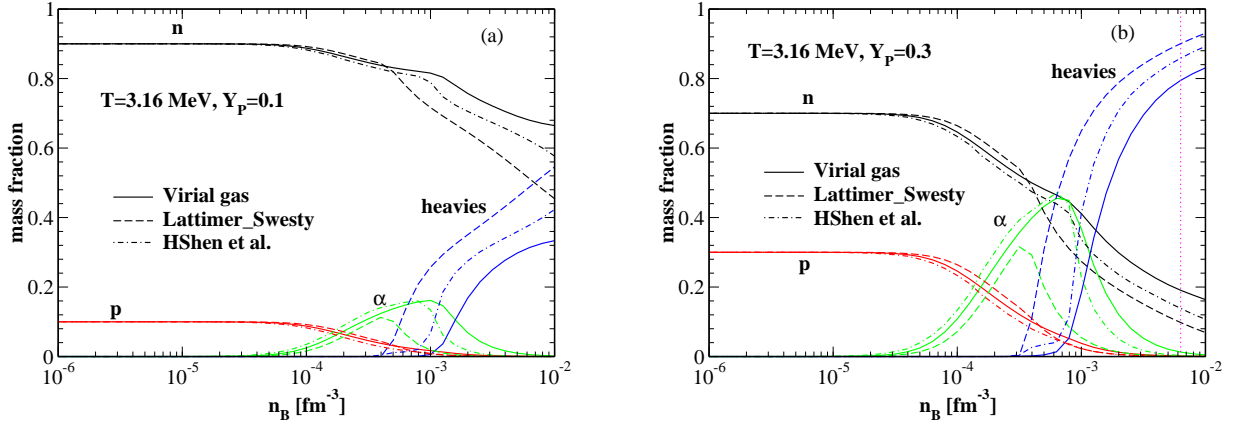 1
(a)
n
0.8
T=3.16 MeV, Y_P=0.1
0.6
mass fraction
Virial gas
Lattimer_Swesty
HShen et al.
heavies
0.4
0.2
α
p
0
10^-6
10^-5
10^-4
10^-3
10^-2
n_B [fm^-3]
1
(b)
T=3.16 MeV, Y_P=0.3
heavies
0.8
n
0.6
mass fraction
Virial gas
Lattimer_Swesty
HShen et al.
0.4
α
p
0.2
0
10^-6
10^-5
10^-4
10^-3
10^-2
n_B [fm^-3]